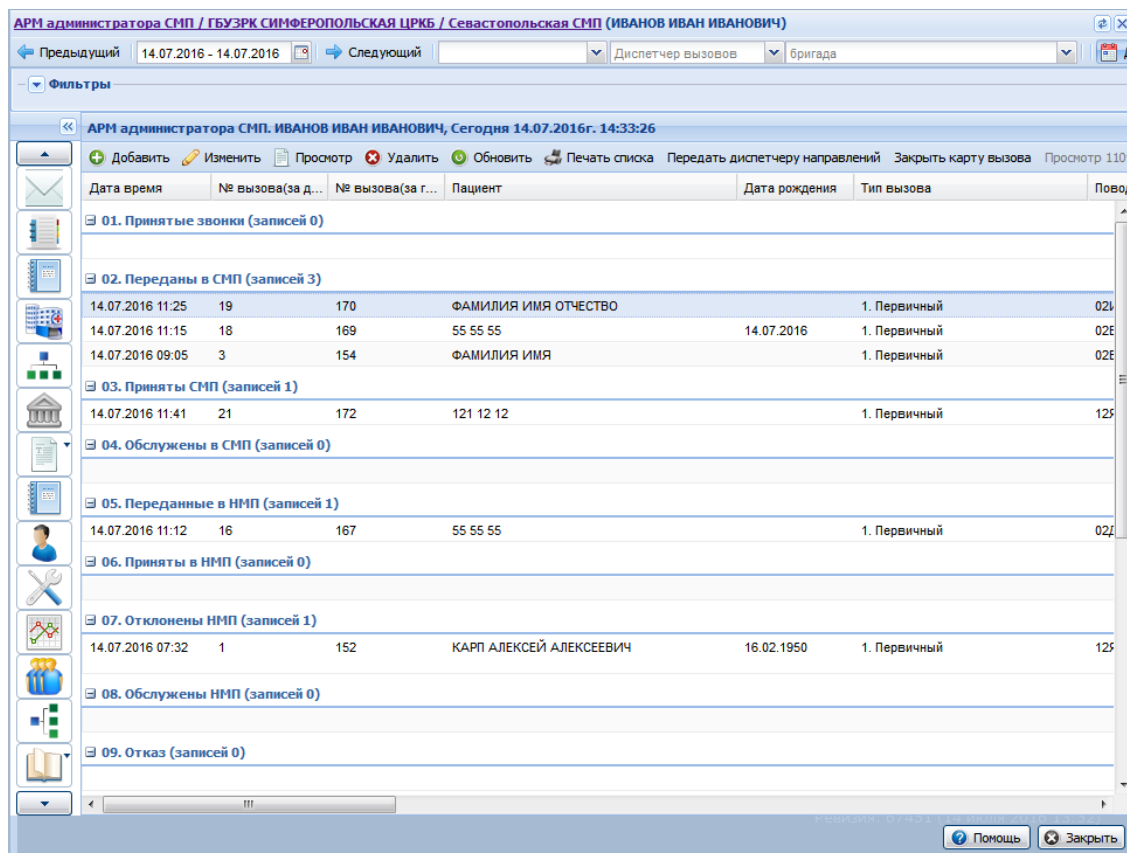 АРМ администратора СМП / ГБУЗРК СИМФЕРОПОЛЬСКАЯ ЦРКБ / Севастопольская СМП (ИВАНОВ ИВАН ИВАНОВИЧ)
Предыдущий 14.07.2016 - 14.07.2016 Следующий Диспетчер вызовов бригада
Фильтры
АРМ администратора СМП. ИВАНОВ ИВАН ИВАНОВИЧ, Сегодня 14.07.2016г. 14:33:26
Добавить Изменить Просмотр Удалить Обновить Печать списка Передать диспетчеру направлений Закрыть карту вызова Просмотр 110
Дата время № вызова(за д... № вызова(за г... Пациент Дата рождения Тип вызова Повод
01. Принятые звонки (записей 0)
02. Переданы в СМП (записей 3)
14.07.2016 11:25 19 170 ФАМИЛИЯ ИМЯ ОТЧЕСТВО 1. Первичный
14.07.2016 11:15 18 169 55 55 55 14.07.2016 1. Первичный
14.07.2016 09:05 3 154 ФАМИЛИЯ ИМЯ 1. Первичный
03. Приняты СМП (записей 1)
14.07.2016 11:41 21 172 121 12 12 1. Первичный
04. Обслужены в СМП (записей 0)
05. Переданные в НМП (записей 1)
14.07.2016 11:12 16 167 55 55 55 1. Первичный
06. Приняты в НМП (записей 0)
07. Отклонены НМП (записей 1)
14.07.2016 07:32 1 152 КАРП АЛЕКСЕЙ АЛЕКСЕЕВИЧ 16.02.1950 1. Первичный
08. Обслужены НМП (записей 0)
09. Отказ (записей 0)
Помощь Закрыть